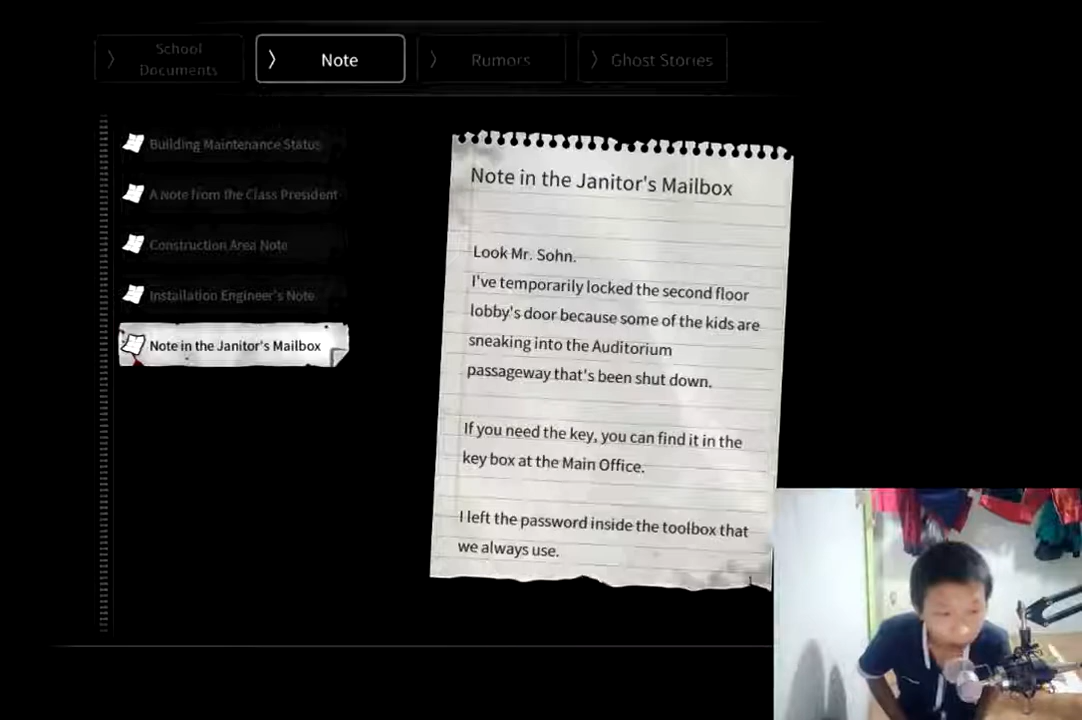 School
Documents
Note
Rumors
Ghost Stories
Building Maintenance Status
A Note from the Class President
Construction Area Note
Installation Engineer's Note
Note in the Janitor's Mailbox
Note in the Janitor's Mailbox
Look Mr. Sohn.
I've temporarily locked the second floor
lobby's door because some of the kids are
sneaking into the Auditorium
passageway that's been shut down.
If you need the key, you can find it in the
key box at the Main Office.
I left the password inside the toolbox that
we always use.